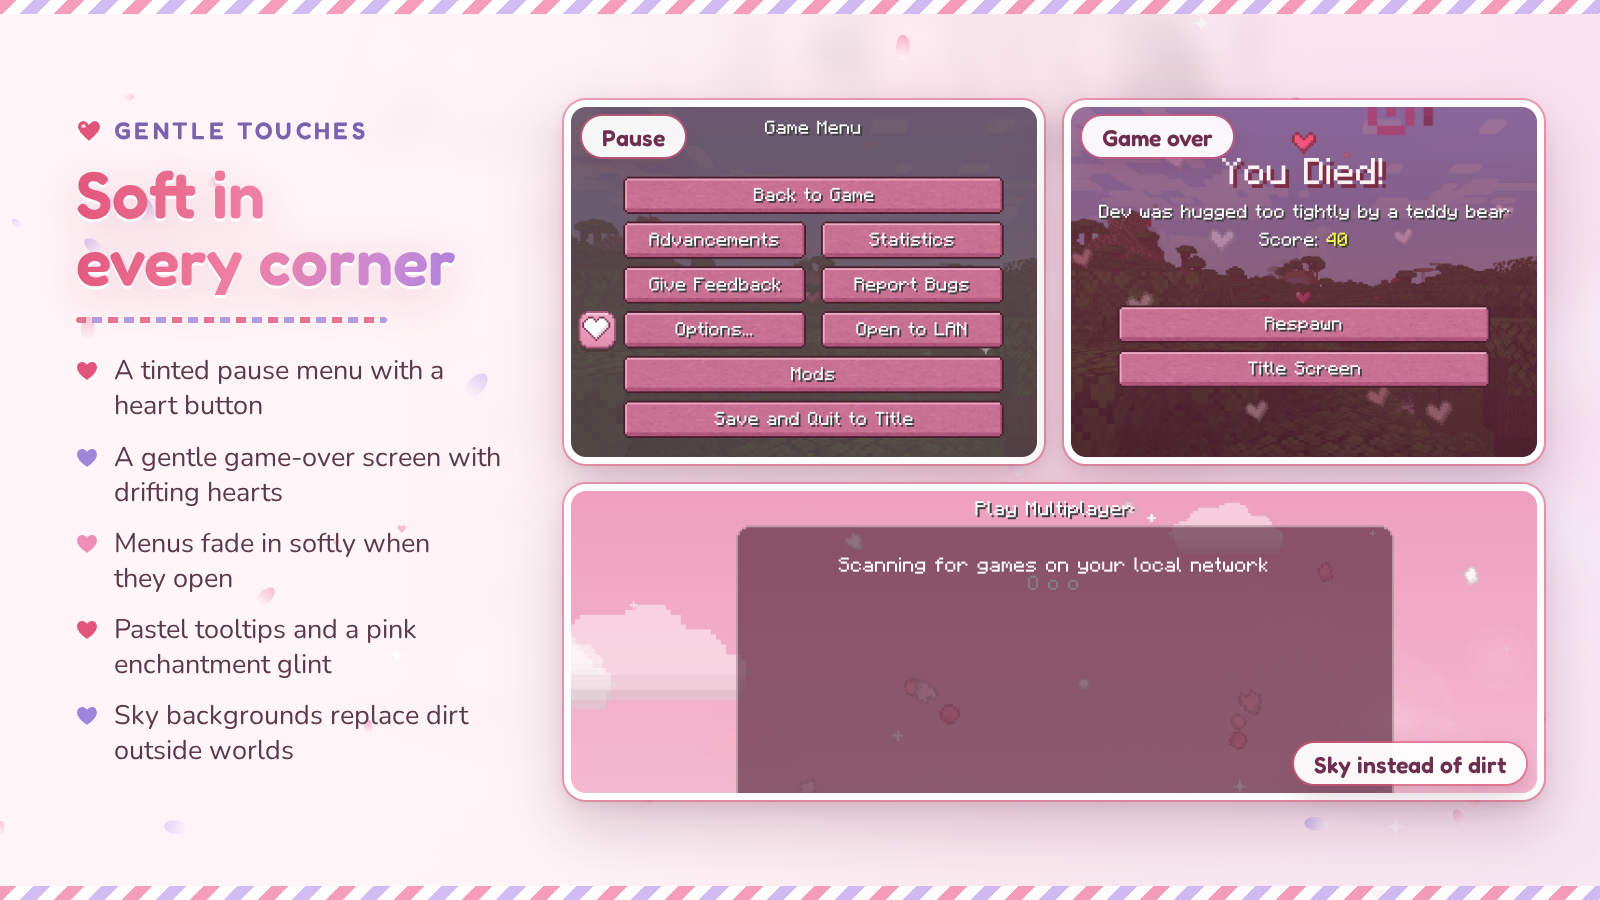 GENTLE TOUCHES
Soft in
every corner
A tinted pause menu with a
heart button
A gentle game-over screen with
drifting hearts
Menus fade in softly when
they open
Pastel tooltips and a pink
enchantment glint
Sky backgrounds replace dirt
outside worlds
Pause
Game Menu
Back to Game
Advancements
Statistics
Give Feedback
Report Bugs
Options...
Open to LAN
Mods
Save and Quit to Title
Game over
You Died!
Dev was hugged too tightly by a teddy bear
Score: 40
Respawn
Title Screen
Play Multiplayer
Scanning for games on your local network
O o o
Sky instead of dirt